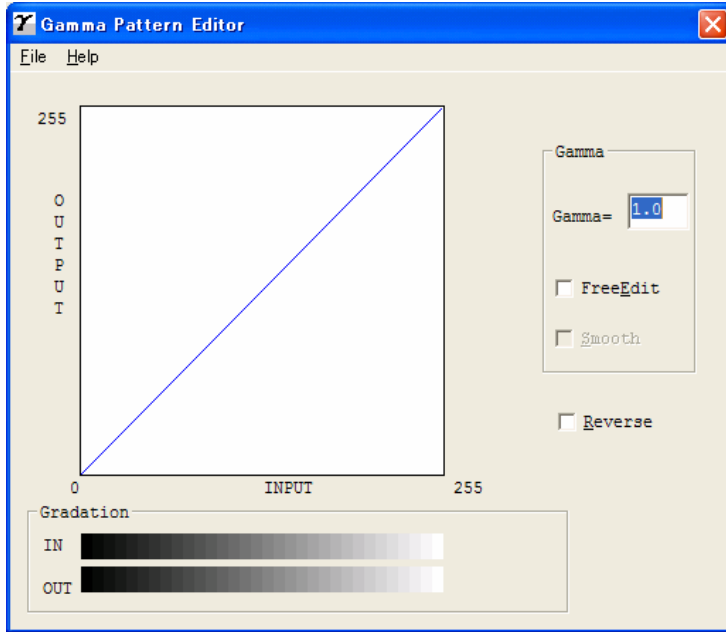 γ Gamma Pattern Editor
File Help
255
OUTPUT
0 INPUT 255
Gamma
Gamma= 1.0
FreeEdit
Smooth
Reverse
Gradation
IN
OUT